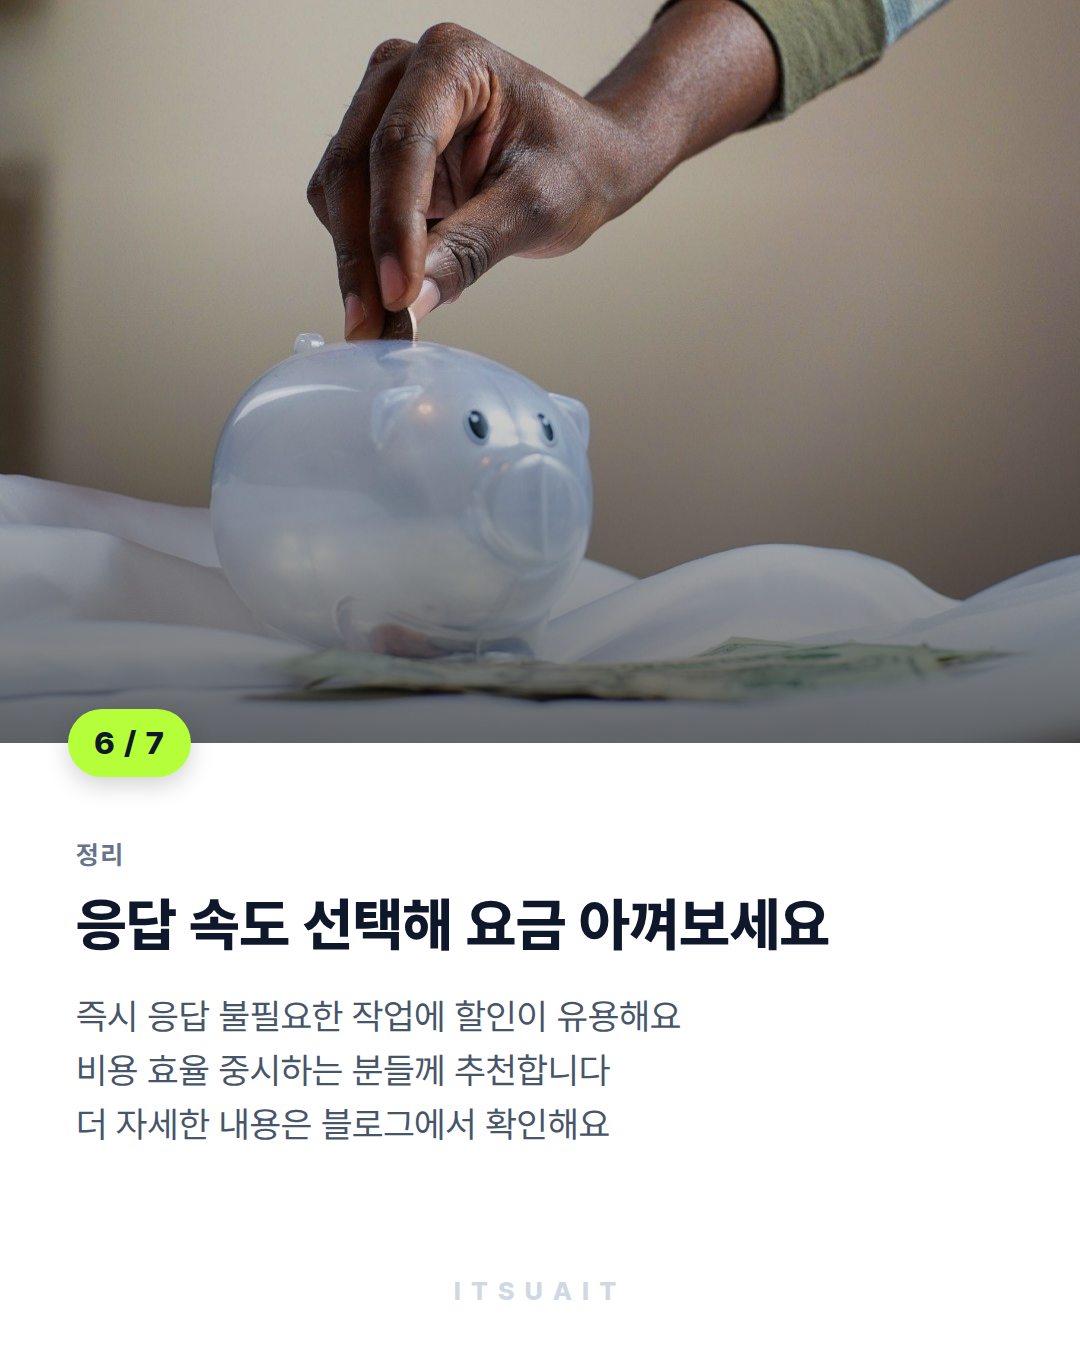 6 / 7
정리
응답 속도 선택해 요금 아껴보세요
즉시 응답 불필요한 작업에 할인이 유용해요
비용 효율 중시하는 분들께 추천합니다
더 자세한 내용은 블로그에서 확인해요
ITSUAIT